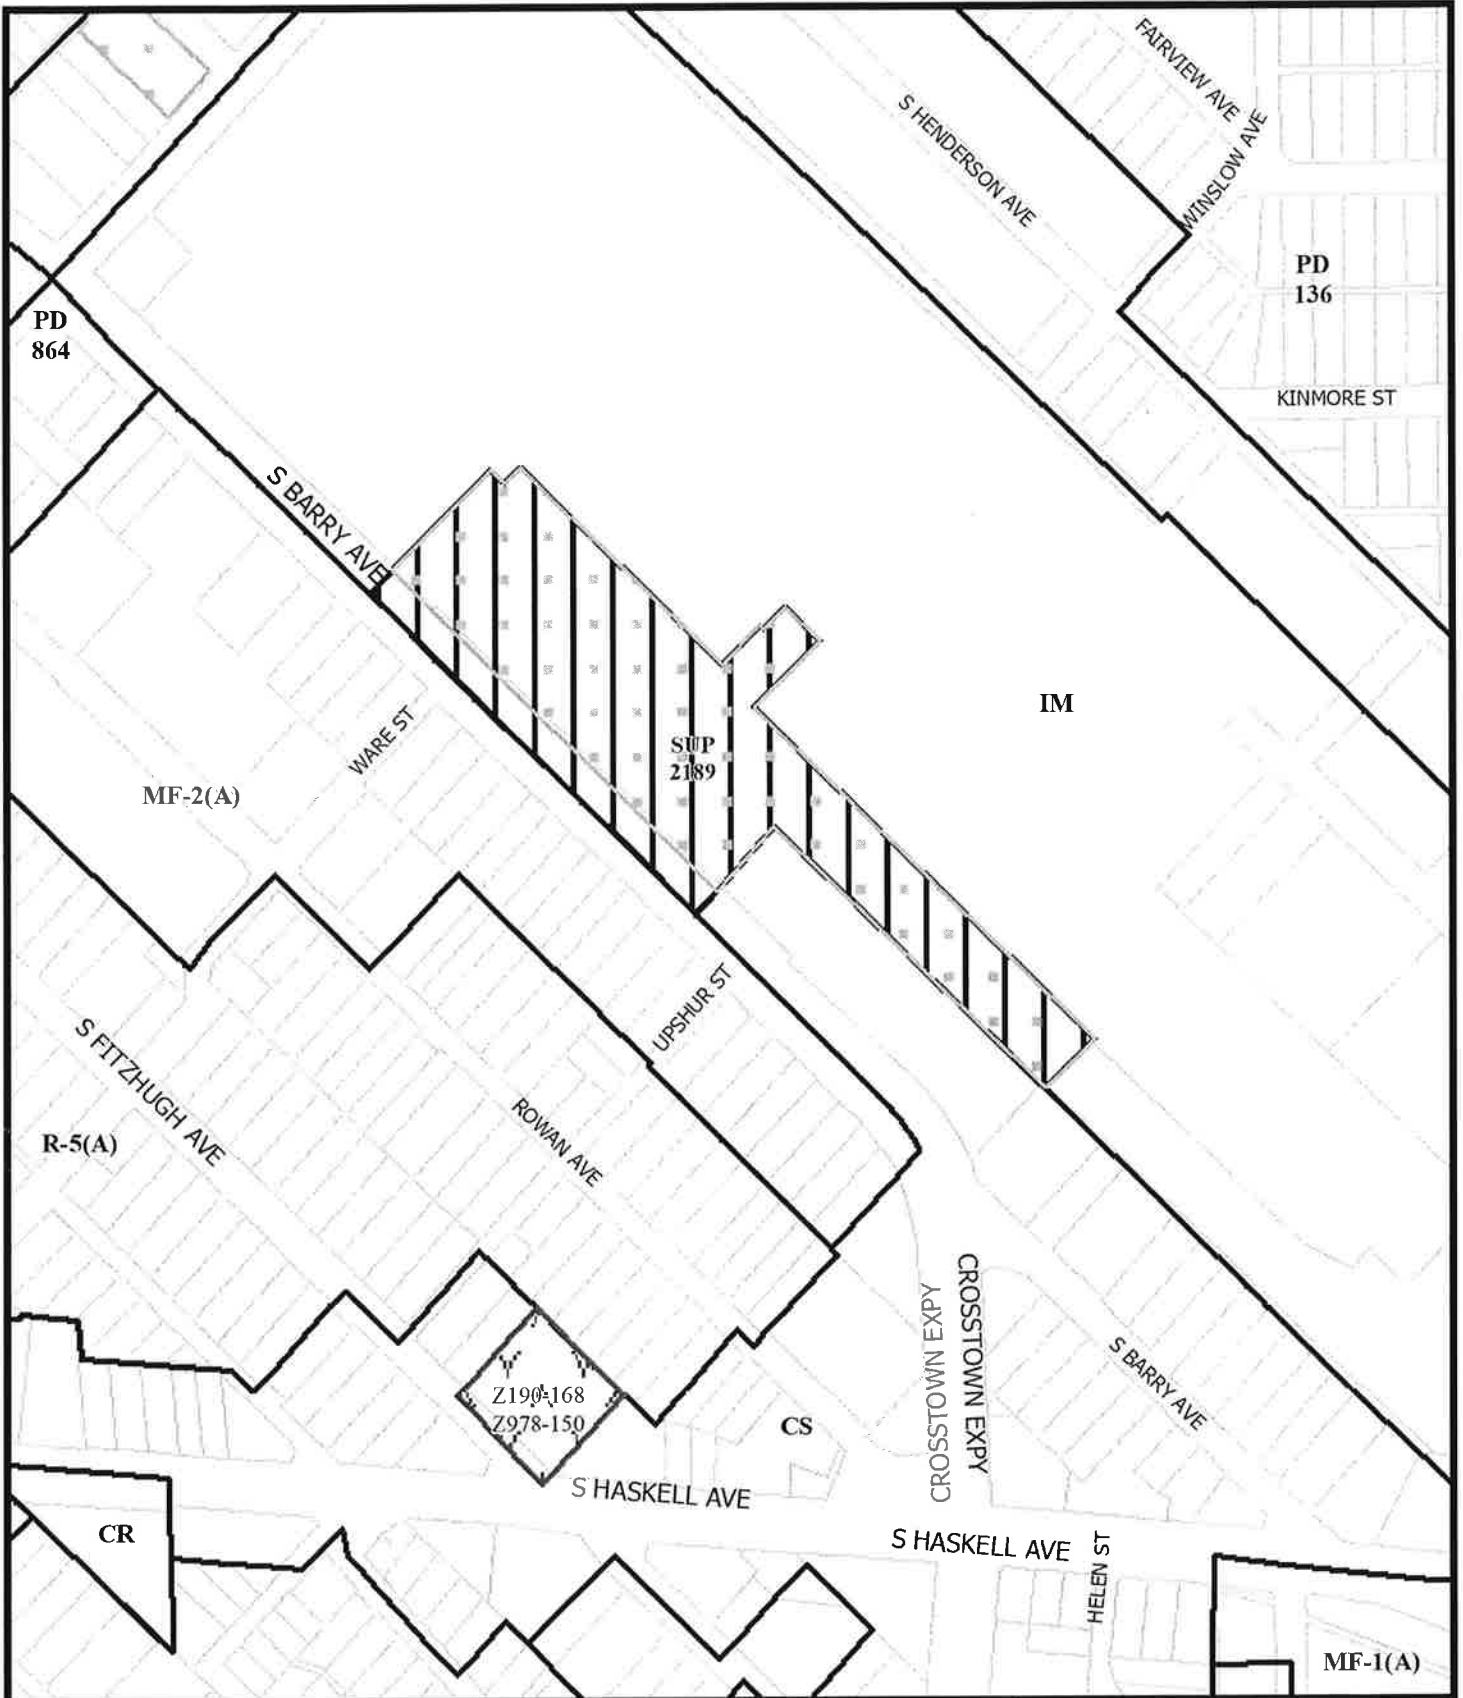 FAIRVIEW AVE
WINSLOW AVE
S HENDERSON AVE
PD
136
PD
864
KINMORE ST
S BARRY AVE
IM
SUP
2189
WARE ST
MF-2(A)
UPSHUR ST
S FITZHUGH AVE
ROWAN AVE
R-5(A)
CROSSTOWN EXPY
CROSSTOWN EXPY
S BARRY AVE
Z190-168
Z978-150
CS
S HASKELL AVE
CR
S HASKELL AVE
HELEN ST
MF-1(A)